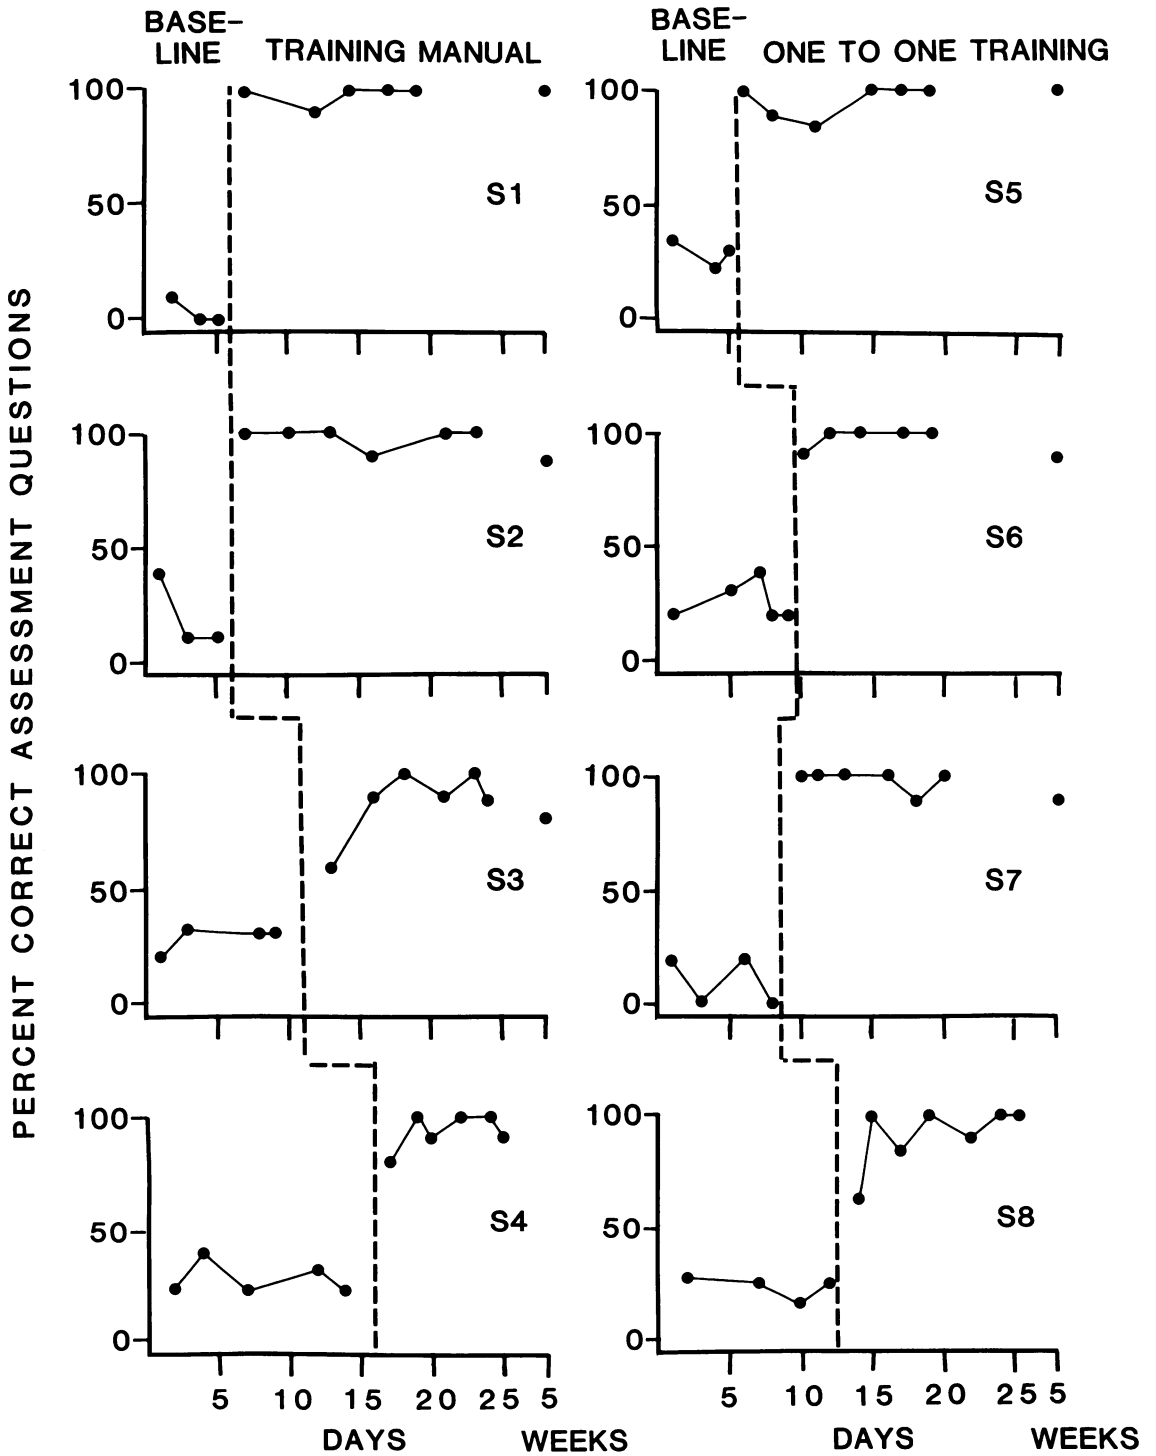 BASE-
LINE TRAINING MANUAL
BASE-
LINE ONE TO ONE TRAINING
PERCENT CORRECT ASSESSMENT QUESTIONS
100
50
0
S1
100
50
0
S5
100
50
0
S2
100
50
0
S6
100
50
0
S3
100
50
0
S7
100
50
0
S4
100
50
0
S8
5 10 15 20 25 5
DAYS WEEKS
5 10 15 20 25 5
DAYS WEEKS